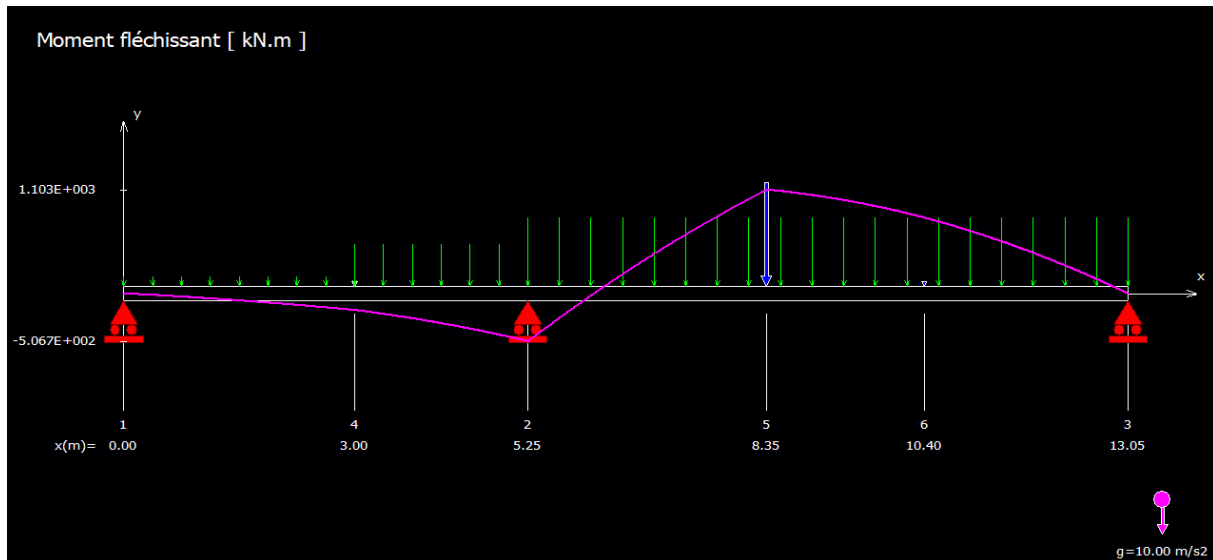 Moment fléchissant [ kN.m ]
y
x
1.103E+003
-5.067E+002
1 4 2 5 6 3
x(m)= 0.00 3.00 5.25 8.35 10.40 13.05
g=10.00 m/s2